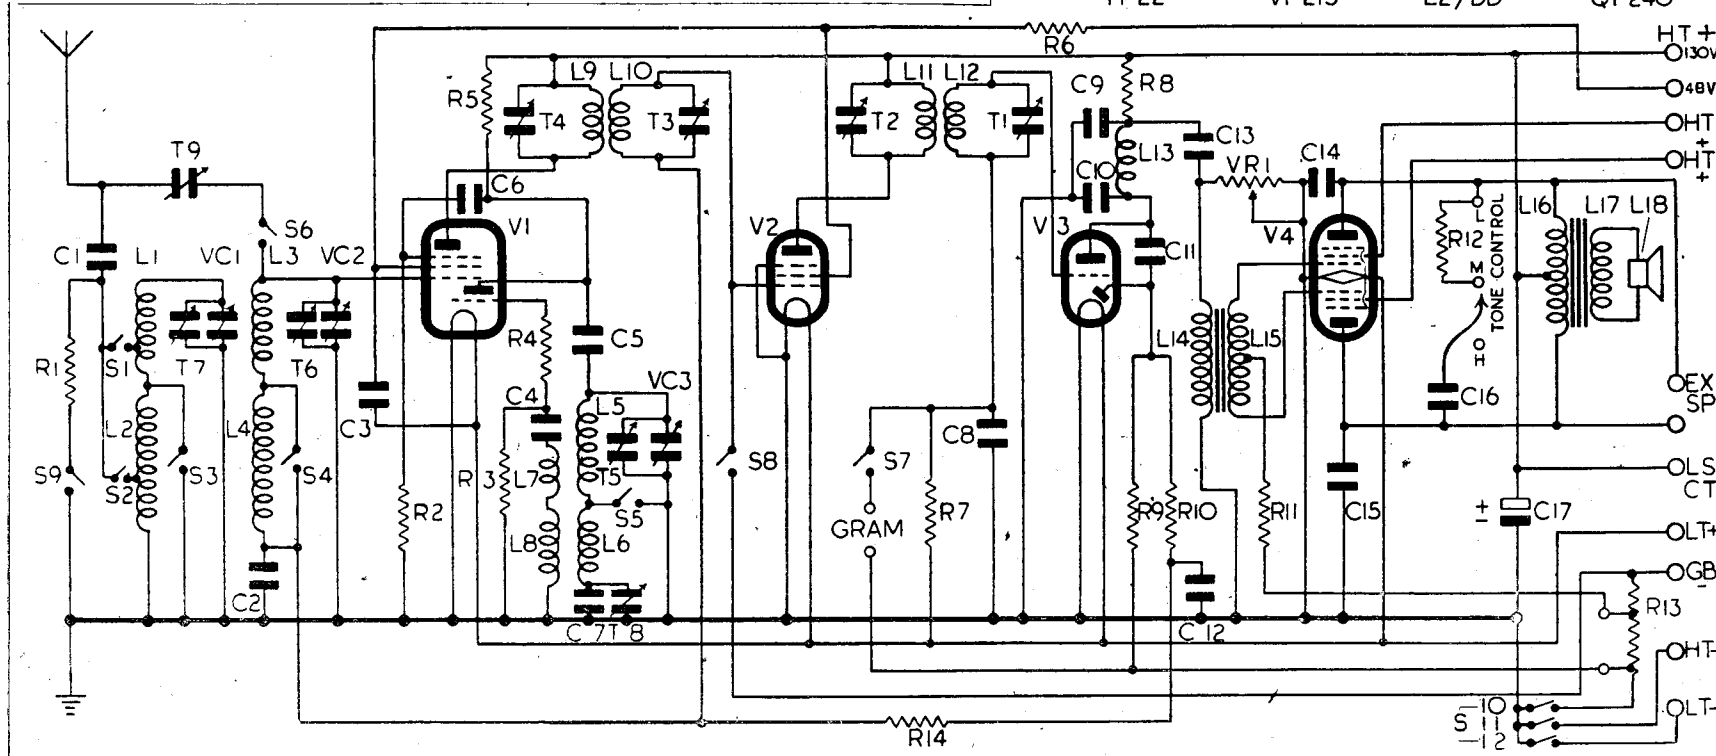 HT+
130V
R6
48V
L9 L10
L11 L12
C9
R8
R5
T4
T3
T2
T1
HT
+
T9
C13
L13
VR1
C14
HT
+
C10
C6
S6
V1
V2
V3
V4
L16
L17
L18
C1
L1
VC1
L3
VC2
C11
R12
L
M
H
TONE CONTROL
R4
C5
L14
L15
R1
S1
T7
T6
VC3
C4
L5
C16
EX
SP
L2
L4
C3
C8
S9
S2
S3
S4
R3
L7
T5
S8
S7
LS
CT
R2
S5
GRAM
R7
R9
R10
R11
C15
+
-
C17
L8
L6
LT+
C2
GB
-
R13
C7
T8
C12
HT-
S
-10
11
-12
LT-
R14